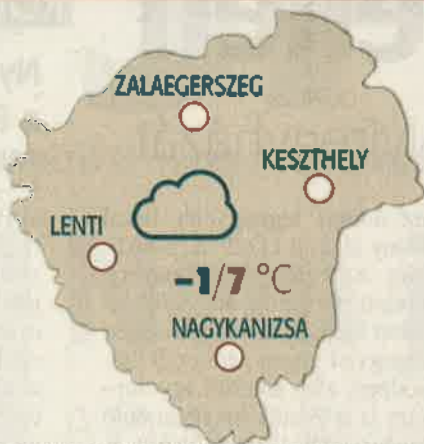 ZALAEGERSZEG
KESZTHELY
LENTI
-1/7 °C
NAGYKANIZSA